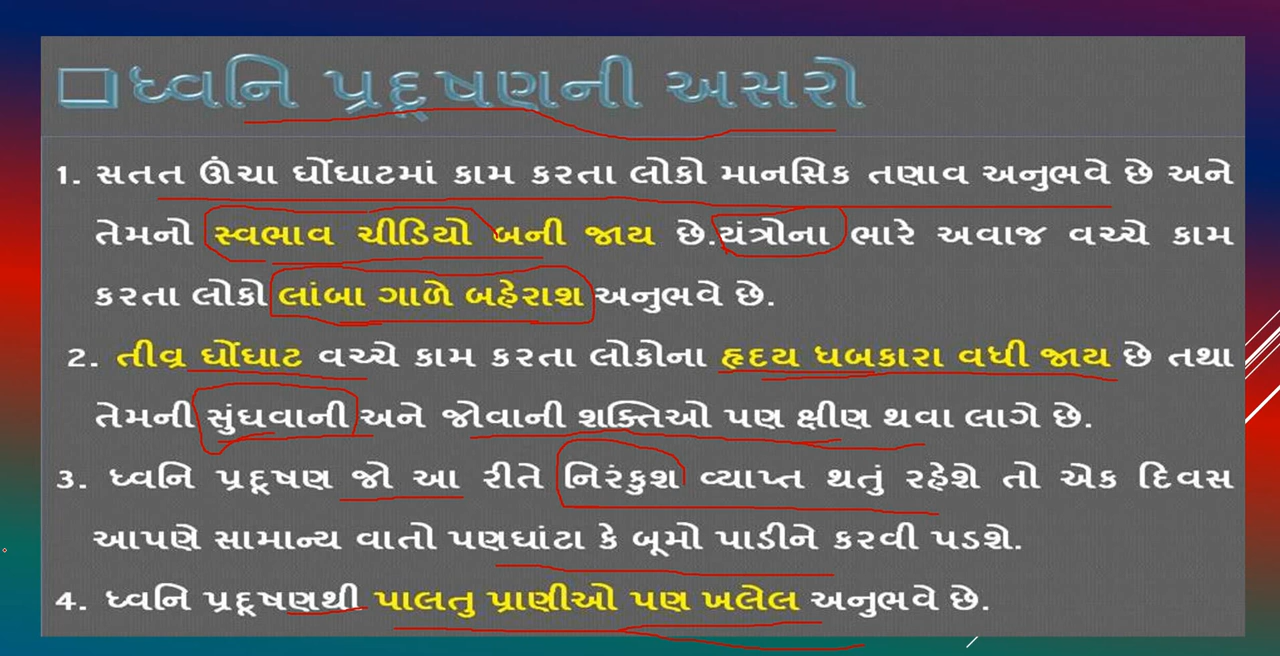 ધ્વનિ પ્રદૂષણની અસરો
1. સતત ઊંચા ઘોંઘાટમાં કામ કરતા લોકો માનસિક તણાવ અનુભવે છે અને
તેમનો સ્વભાવ ચીડિયો બની જાય છે.યંત્રોના ભારે અવાજ વચ્ચે કામ
કરતા લોકો લાંબા ગાળે બહેરાશ અનુભવે છે.
2. તીવ્ર ઘોંઘાટ વચ્ચે કામ કરતા લોકોના હૃદય ધબકારા વધી જાય છે તથા
તેમની સુંઘવાની અને જોવાની શક્તિઓ પણ ક્ષીણ થવા લાગે છે.
3. ધ્વનિ પ્રદૂષણ જો આ રીતે નિરંકુશ વ્યાપ્ત થતું રહેશે તો એક દિવસ
આપણે સામાન્ય વાતો પણઘાંટા કે બૂમો પાડીને કરવી પડશે.
4. ધ્વનિ પ્રદૂષણથી પાલતુ પ્રાણીઓ પણ ખલેલ અનુભવે છે.